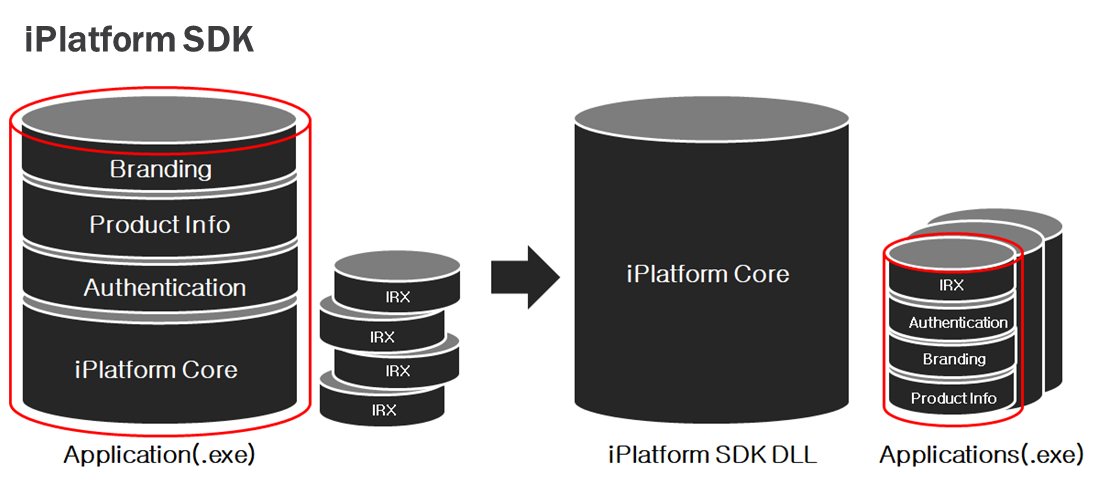 iPlatform SDK
Branding
Product Info
Authentication
iPlatform Core
IRX
IRX
IRX
IRX
Application(.exe)
iPlatform Core
iPlatform SDK DLL
IRX
Authentication
Branding
Product Info
Applications(.exe)